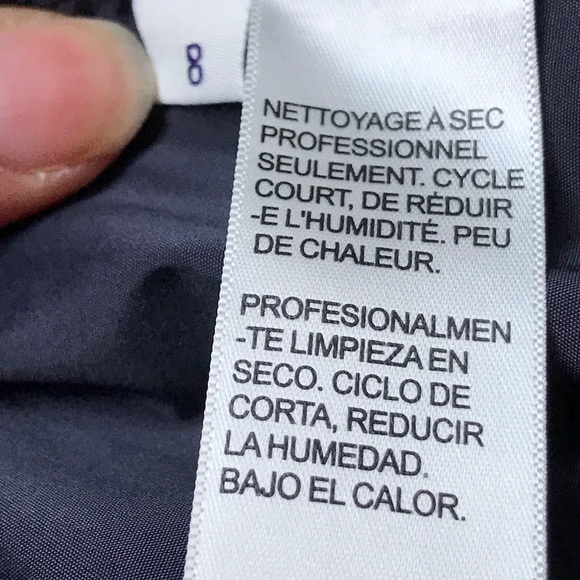 8
NETTOYAGE À SEC
PROFESSIONNEL
SEULEMENT. CYCLE
COURT, DE RÉDUIR
-E L'HUMIDITÉ. PEU
DE CHALEUR.
PROFESIONALMEN
-TE LIMPIEZA EN
SECO. CICLO DE
CORTA, REDUCIR
LA HUMEDAD.
BAJO EL CALOR.